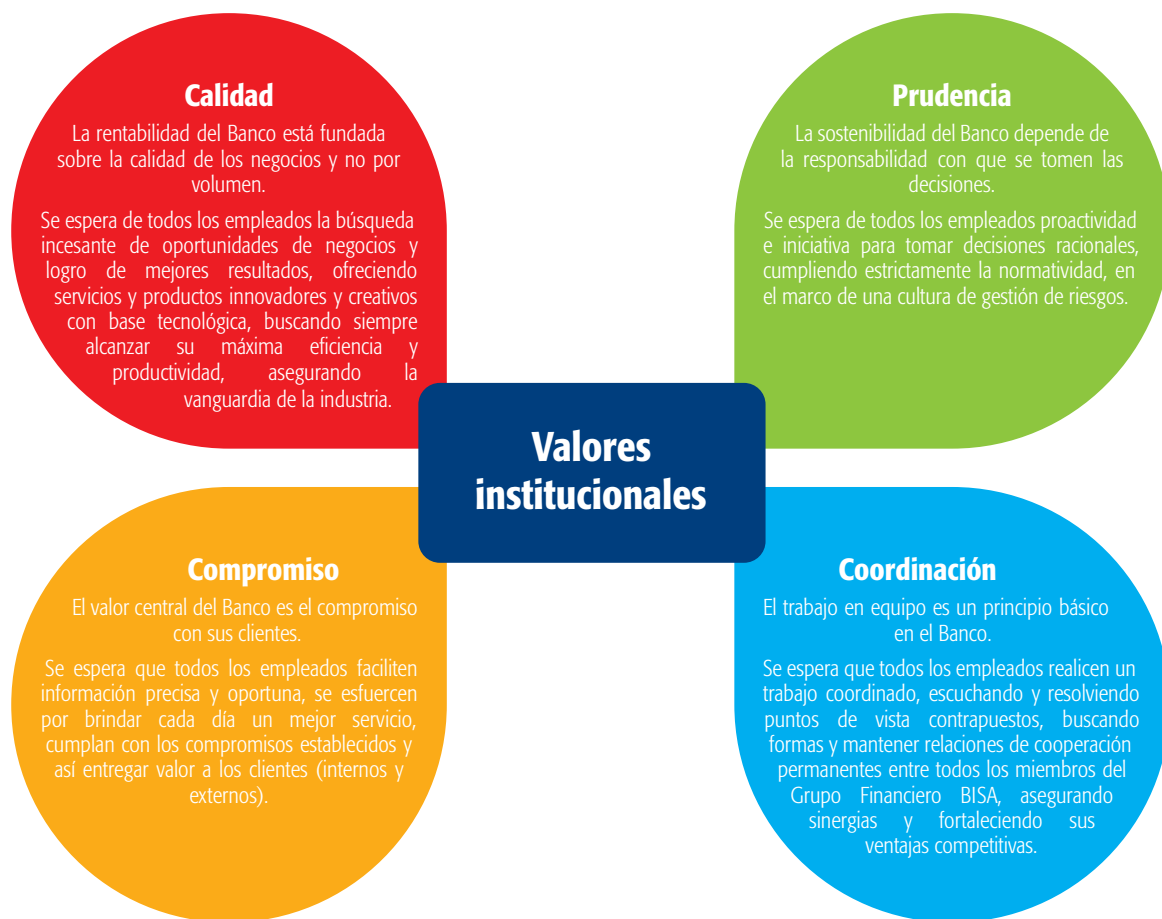 Calidad
La rentabilidad del Banco está fundada
sobre la calidad de los negocios y no por
volumen.
Se espera de todos los empleados la búsqueda
incesante de oportunidades de negocios y
logro de mejores resultados, ofreciendo
servicios y productos innovadores y creativos
con base tecnológica, buscando siempre
alcanzar su máxima eficiencia y
productividad, asegurando la
vanguardia de la industria.
Prudencia
La sostenibilidad del Banco depende de
la responsabilidad con que se tomen las
decisiones.
Se espera de todos los empleados proactividad
e iniciativa para tomar decisiones racionales,
cumpliendo estrictamente la normatividad, en
el marco de una cultura de gestión de riesgos.
Valores
institucionales
Compromiso
El valor central del Banco es el compromiso
con sus clientes.
Se espera que todos los empleados faciliten
información precisa y oportuna, se esfuercen
por brindar cada día un mejor servicio,
cumplan con los compromisos establecidos y
así entregar valor a los clientes (internos y
externos).
Coordinación
El trabajo en equipo es un principio básico
en el Banco.
Se espera que todos los empleados realicen un
trabajo coordinado, escuchando y resolviendo
puntos de vista contrapuestos, buscando
formas y mantener relaciones de cooperación
permanentes entre todos los miembros del
Grupo Financiero BISA, asegurando
sinergias y fortaleciendo sus
ventajas competitivas.